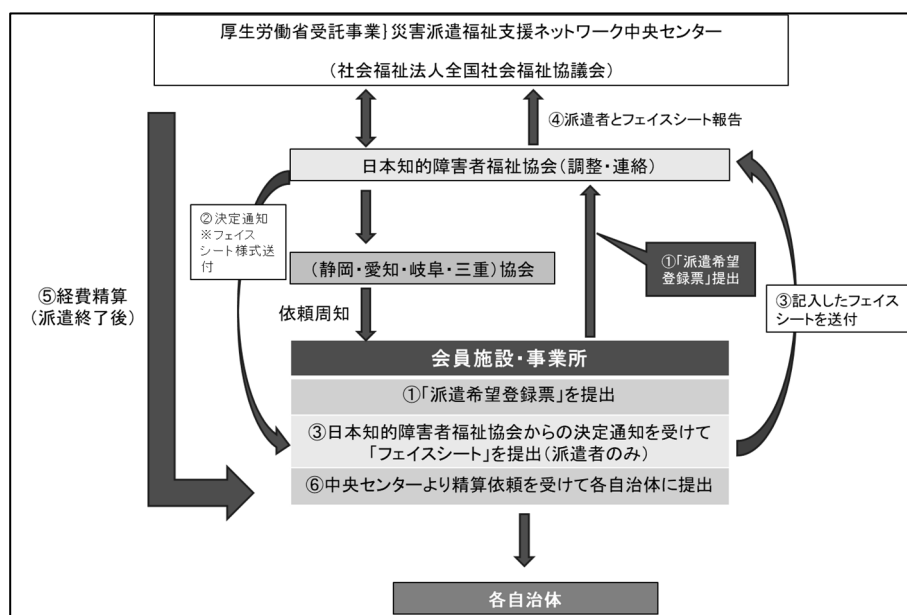 厚生労働省受託事業}災害派遣福祉支援ネットワーク中央センター
(社会福祉法人全国社会福祉協議会)
④派遣者とフェイスシート報告
日本知的障害者福祉協会(調整・連絡)
②決定通知
※フェイス
シート様式送
付
(静岡・愛知・岐阜・三重)協会
①「派遣希望
登録票」提出
⑤経費精算
(派遣終了後)
依頼周知
③記入したフェイス
シートを送付
会員施設・事業所
①「派遣希望登録票」を提出
③日本知的障害者福祉協会からの決定通知を受けて
「フェイスシート」を提出(派遣者のみ)
⑥中央センターより精算依頼を受けて各自治体に提出
各自治体